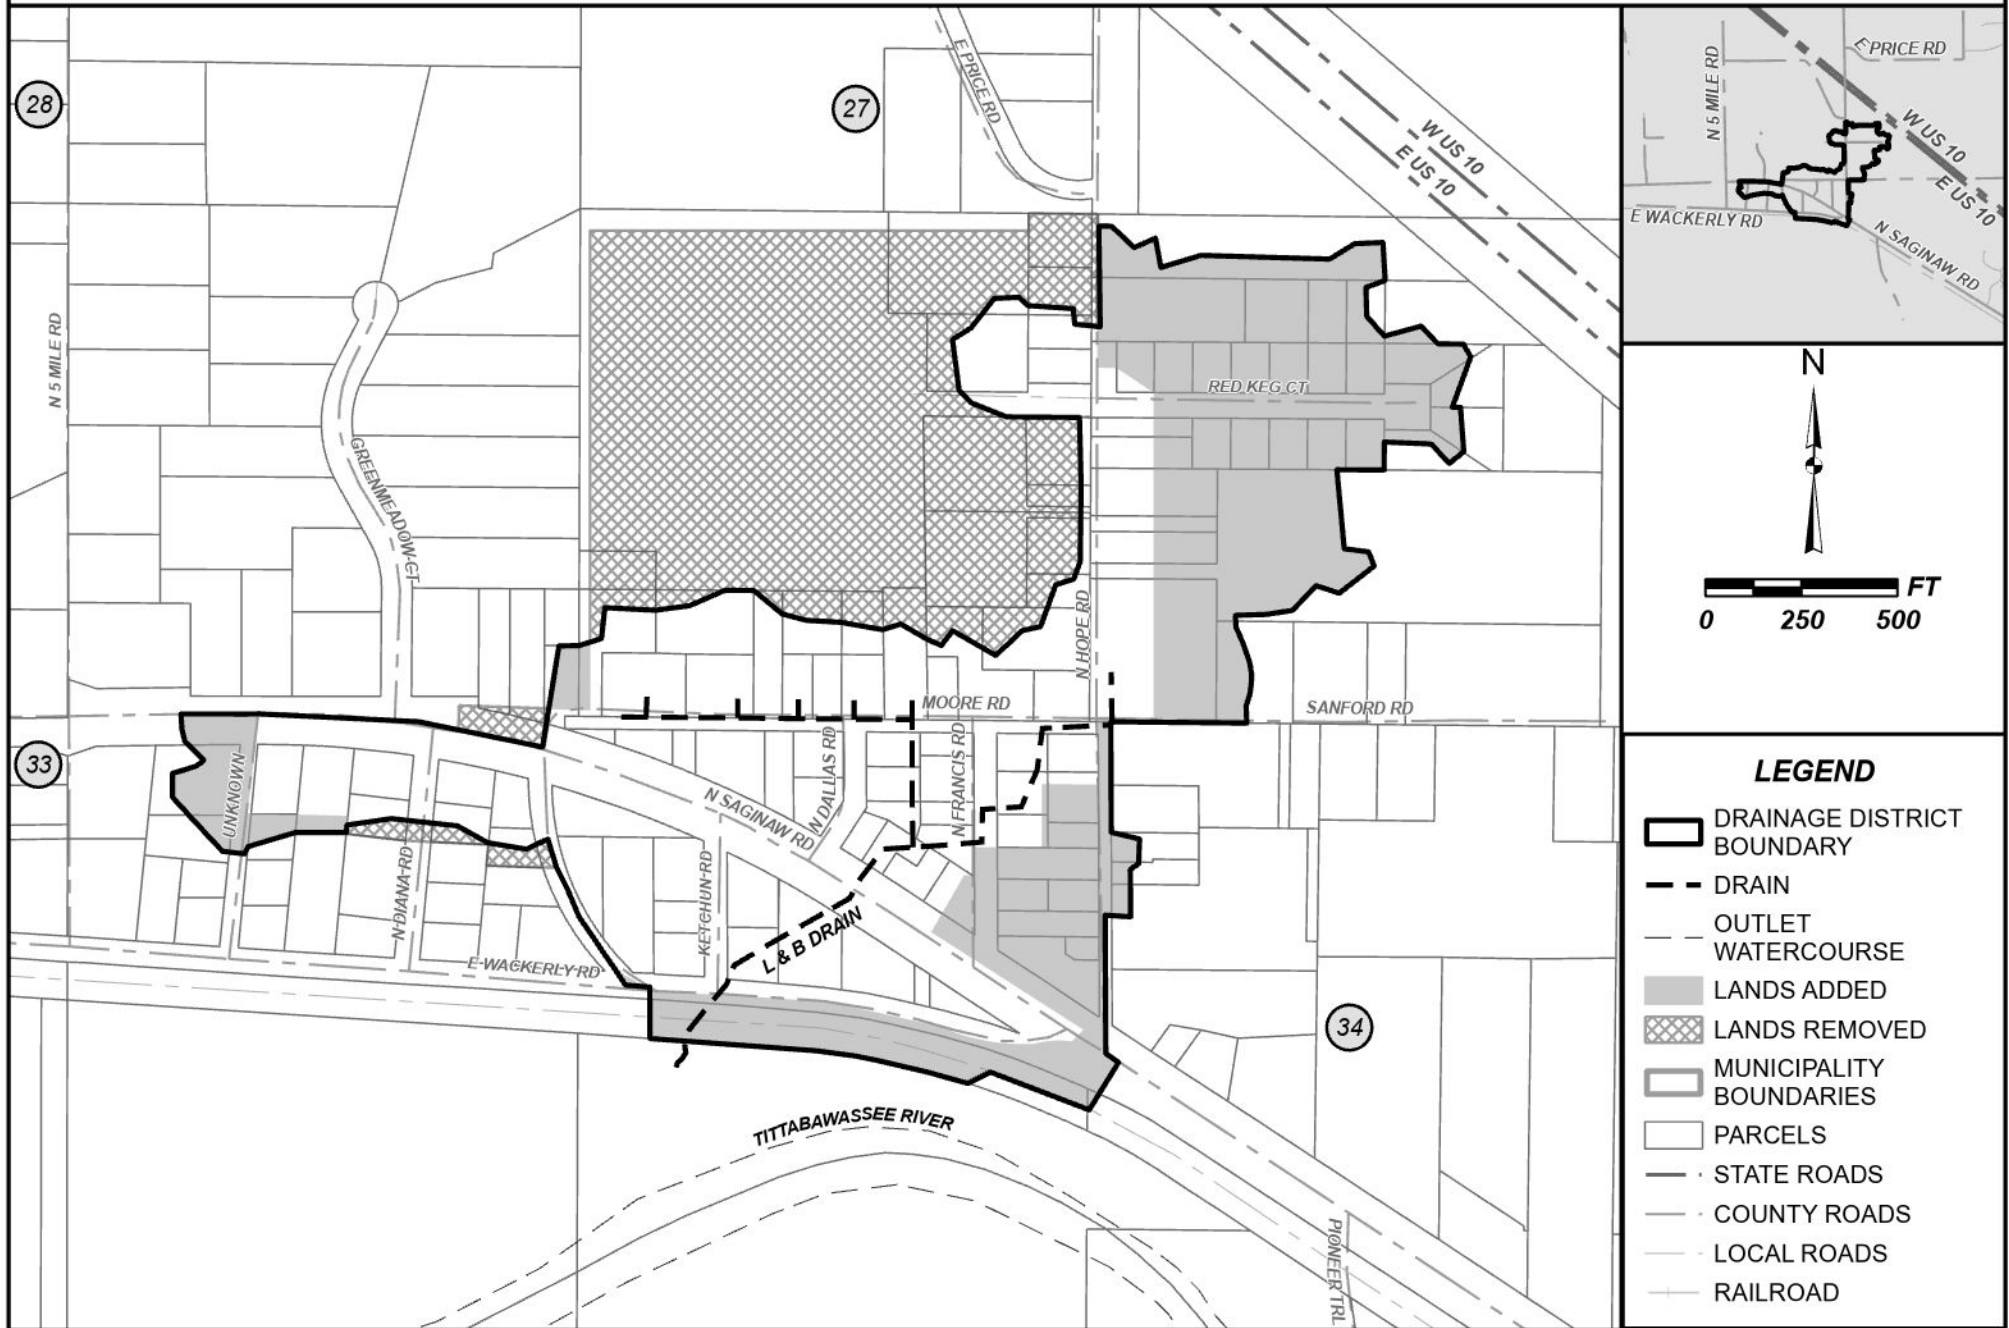 28
27
E PRICE RD
W US 10
E US 10
N 5 MILE RD
GREENMEADOW CT
RED KEG CT
N HOPE RD
MOORE RD
SANFORD RD
33
UNKNOWN
N DIANA RD
N SAGINAW RD
N DALLAS RD
N FRANCIS RD
KETCHUN RD
L & B DRAIN
E WACKERLY RD
34
TITTABAWASSEE RIVER
PIONEER TRL
N 5 MILE RD
E PRICE RD
W US 10
E US 10
E WACKERLY RD
N SAGINAW RD
N
FT
0 250 500
LEGEND
DRAINAGE DISTRICT
BOUNDARY
DRAIN
OUTLET
WATERCOURSE
LANDS ADDED
LANDS REMOVED
MUNICIPALITY
BOUNDARIES
PARCELS
STATE ROADS
COUNTY ROADS
LOCAL ROADS
RAILROAD